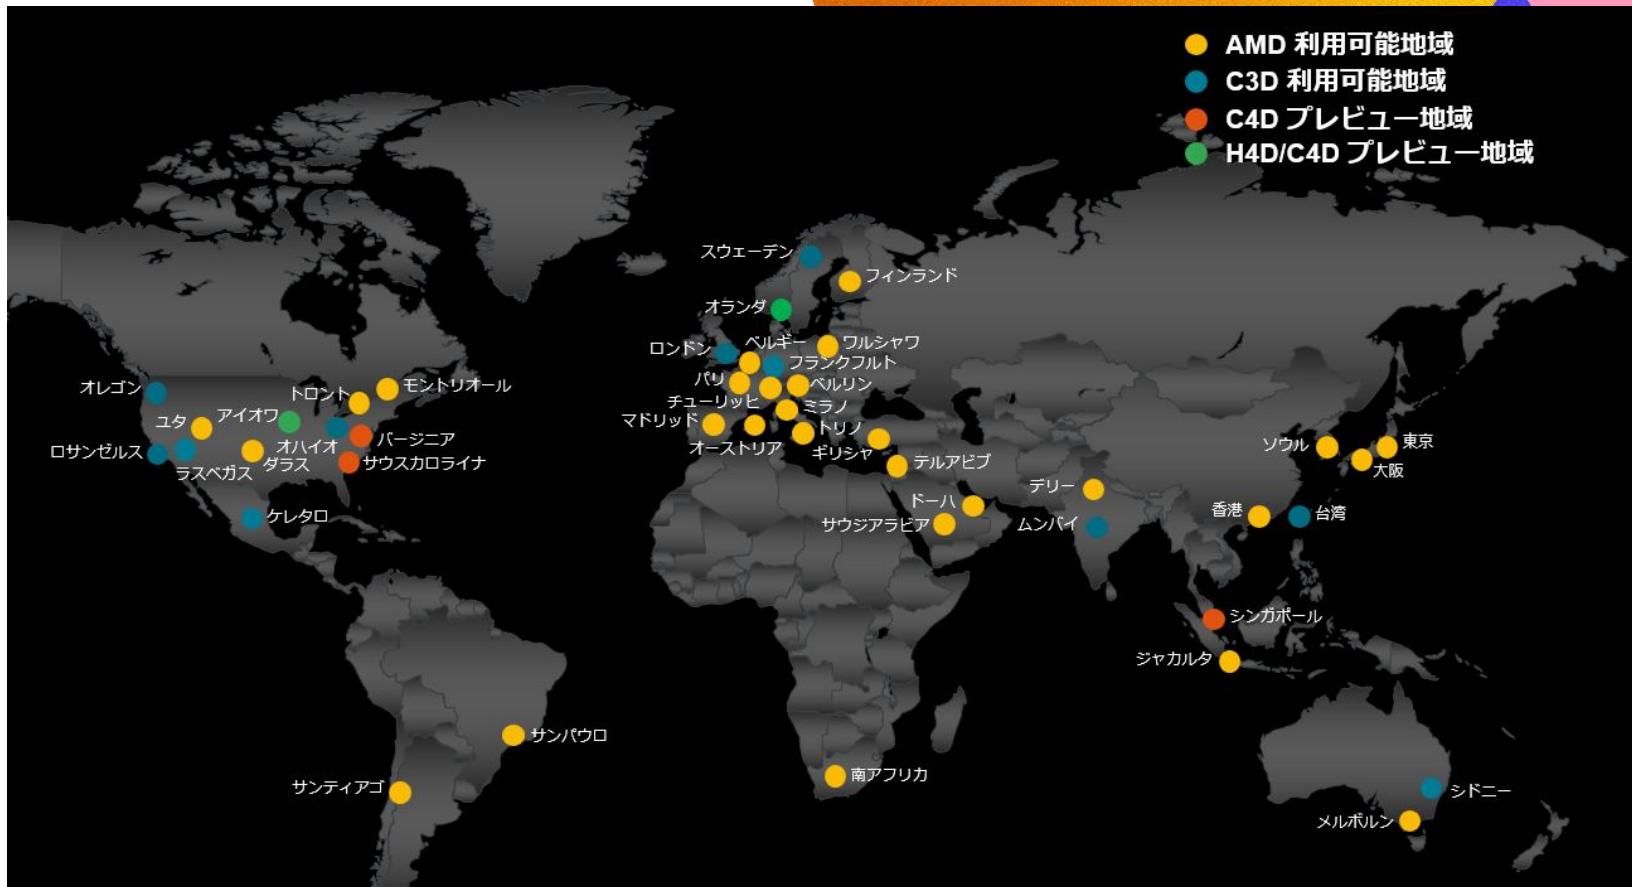 AMD 利用可能地域
C3D 利用可能地域
C4D プレビュー地域
H4D/C4D プレビュー地域
スウェーデン
フィンランド
オランダ
ロンドン
ベルギー
ワルシャワ
フランクフルト
パリ
ベルリン
チューリッヒ
ミラノ
マドリッド
トリノ
オーストリア
ギリシャ
テルアビブ
ドーハ
サウジアラビア
オレゴン
トロント
モントリオール
ユタ
アイオワ
オハイオ
バージニア
ロサンゼルス
ラスベガス
ダラス
サウスカロライナ
ケレタロ
サンパウロ
サンティアゴ
南アフリカ
デリー
ムンバイ
ソウル
東京
大阪
香港
台湾
シンガポール
ジャカルタ
シドニー
メルボルン